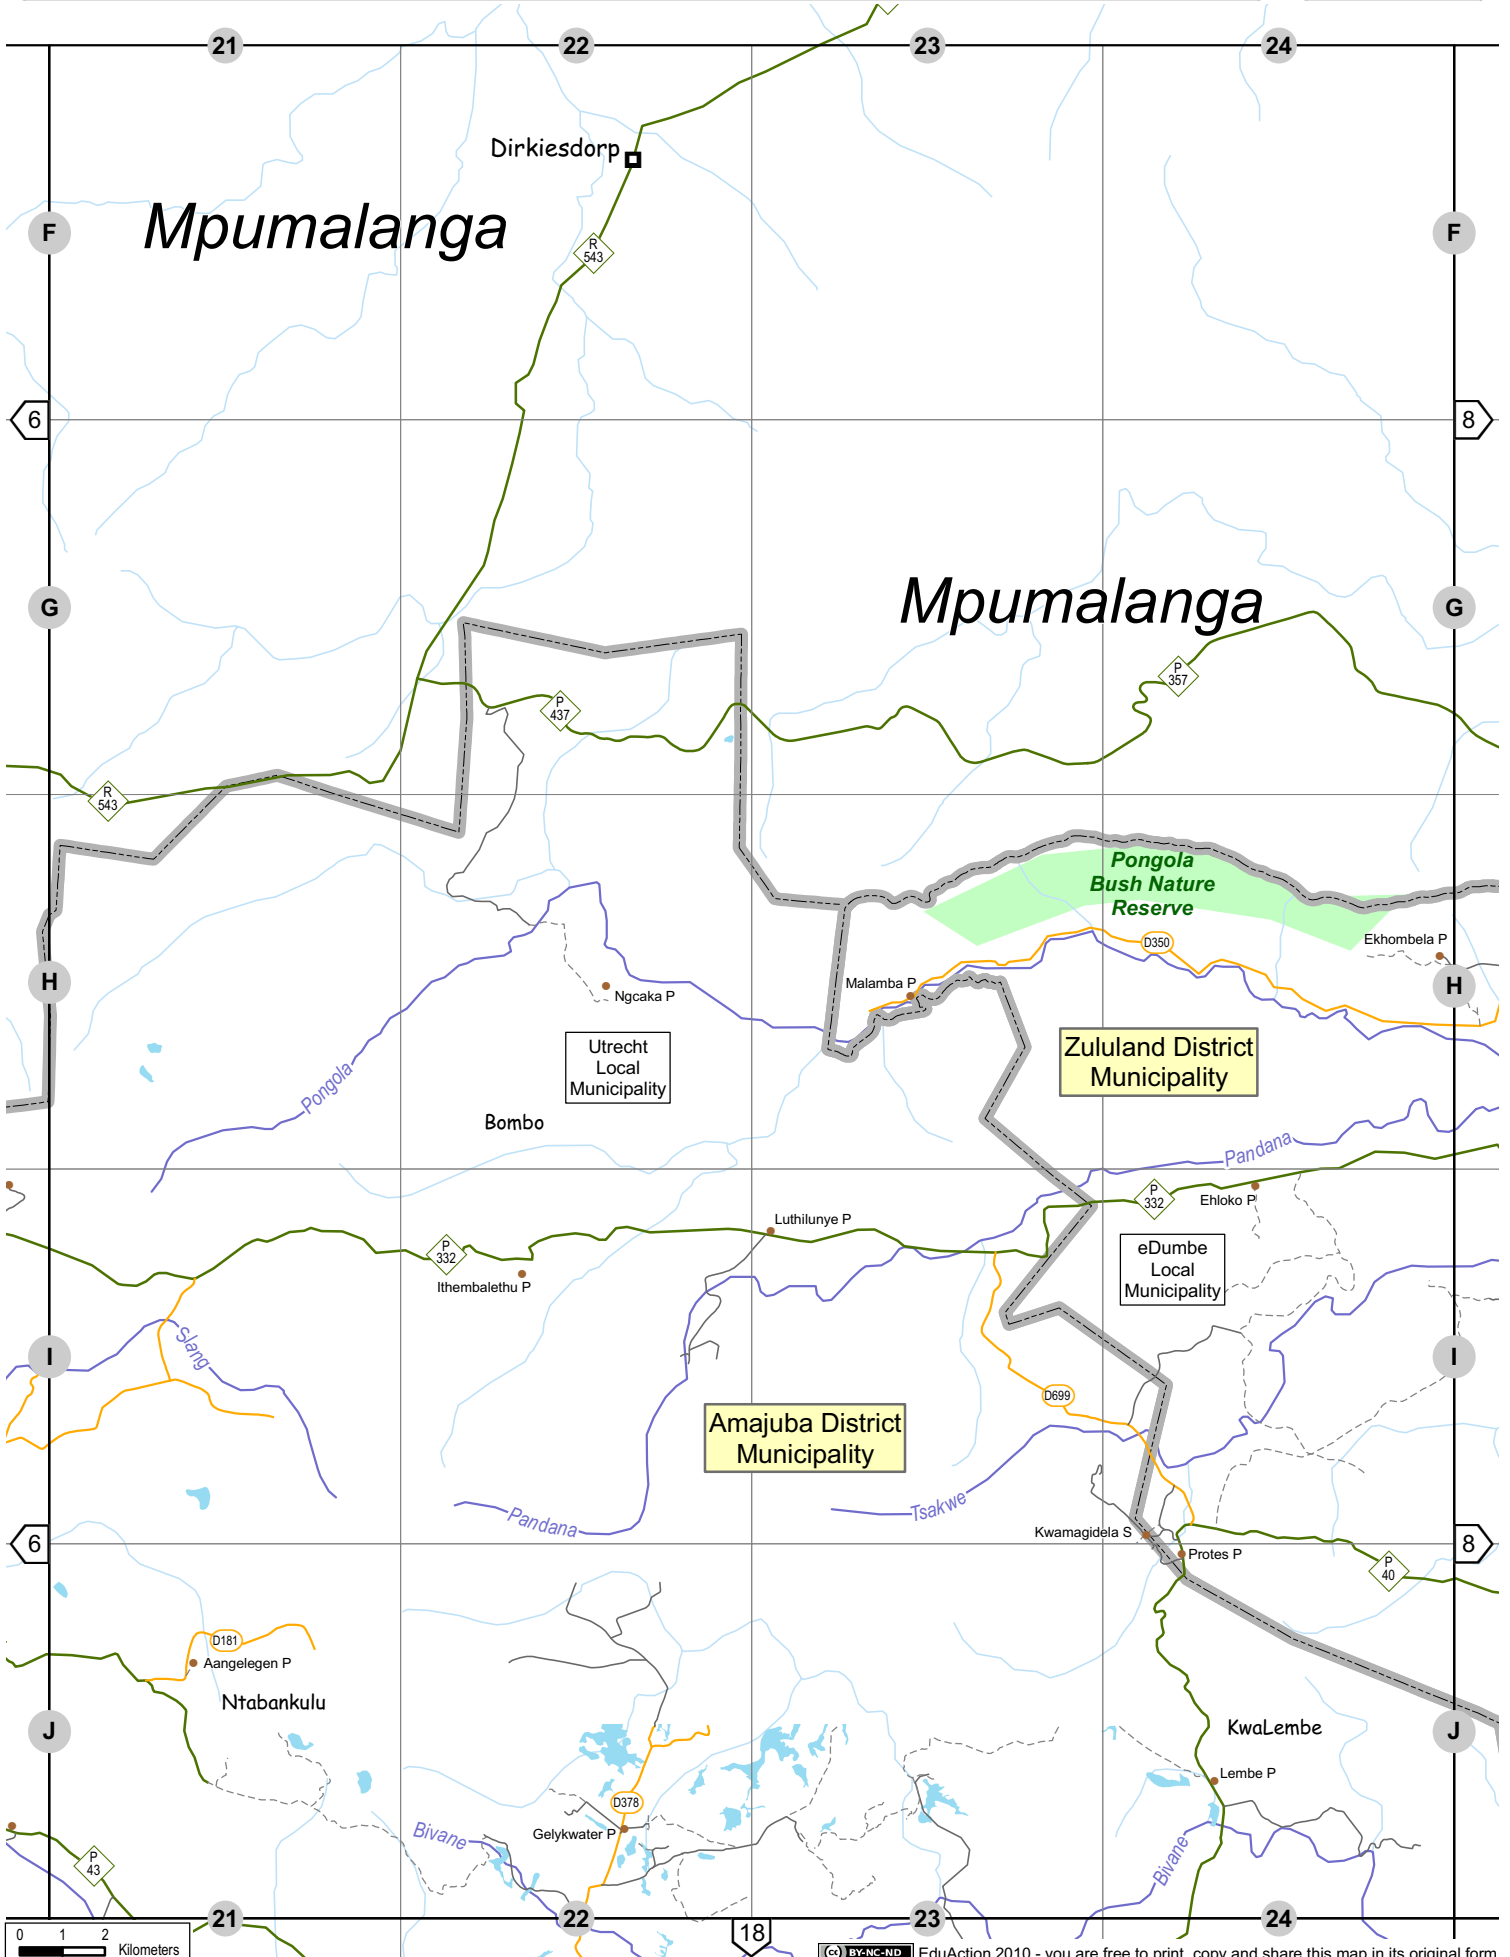 21 22 23 24
Dirkiesdorp
F Mpumalanga F
R
543
6 8
G Mpumalanga G
P
357
P
437
R
543
Pongola
Bush Nature
Reserve
D350
Ekhombela P
H H
Malamba P
Ngcaka P
Utrecht
Local
Municipality
Zululand District
Municipality
Pongola
Bombo
Pandana
P
332
Ehloko P
Luthilunye P
P
332
eDumbe
Local
Municipality
Ithembalethu P
Slang
I I
D699
Amajuba District
Municipality
Tsakwe
Pandana
Kwamagidela S
6 8
Protes P
P
40
D181
Aangelegen P
Ntabankulu
J KwaLembe J
Lembe P
D378
Gelykwater P
Bivane
Bivane
P
43
21 22 23 24
18
0 1 2
Kilometers
(cc) BY-NC-ND EduAction 2010 - you are free to print, copy and share this map in its original form